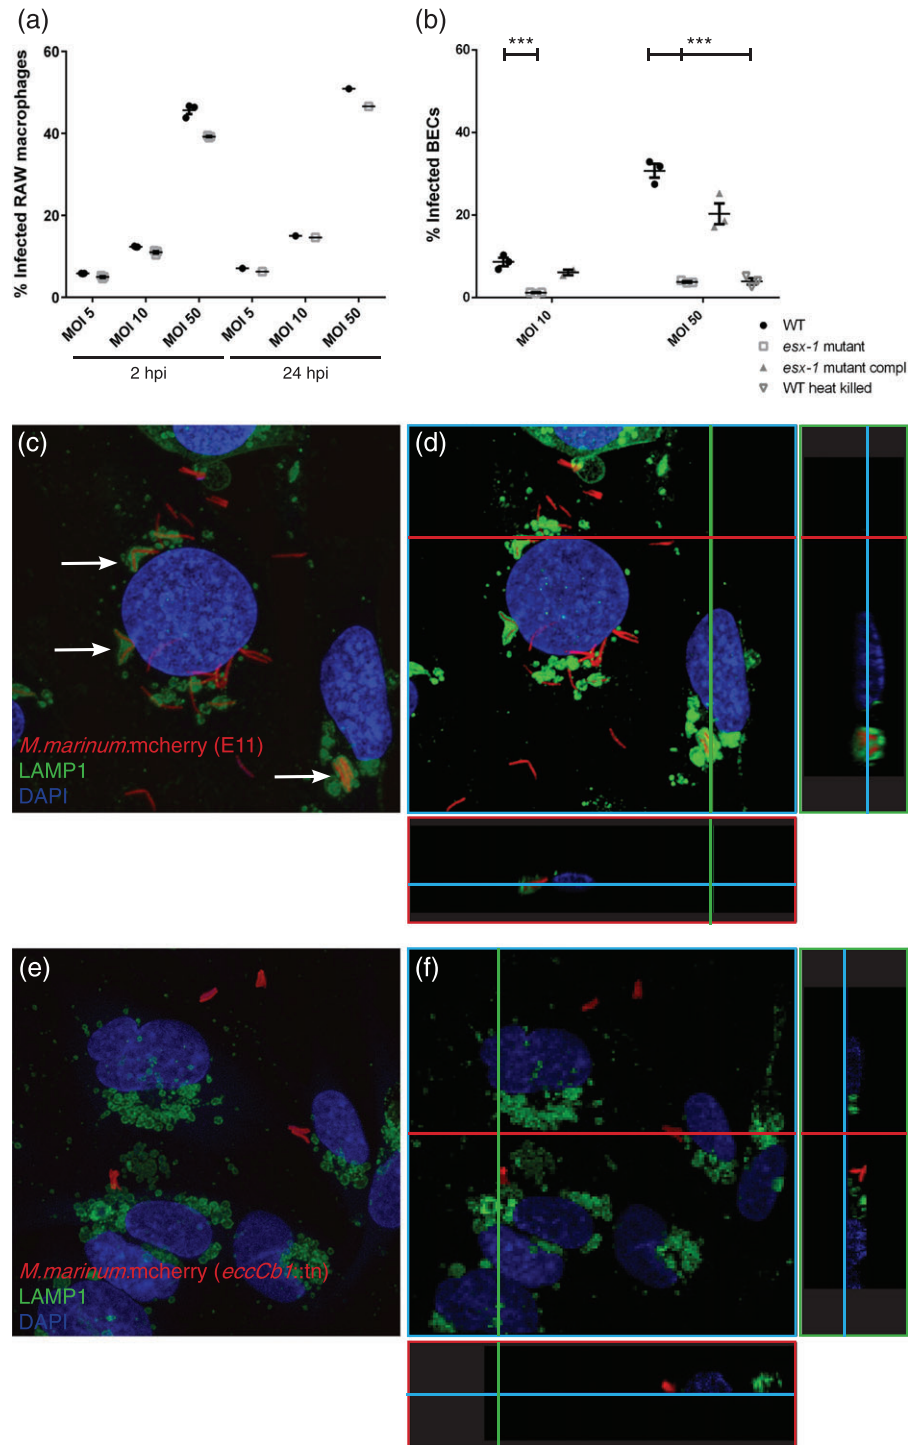 (a)
% Infected RAW macrophages
60
40
20
0
MOI 5
MOI 10
MOI 50
MOI 5
MOI 10
MOI 50
2 hpi
24 hpi
(b)
% Infected BECs
60
40
20
0
***
***
MOI 10
MOI 50
WT
esx-1 mutant
esx-1 mutant compl
WT heat killed
(c)
M.marinum.mcherry (E11)
LAMP1
DAPI
(d)
(e)
M.marinum.mcherry (eccCb1::tn)
LAMP1
DAPI
(f)